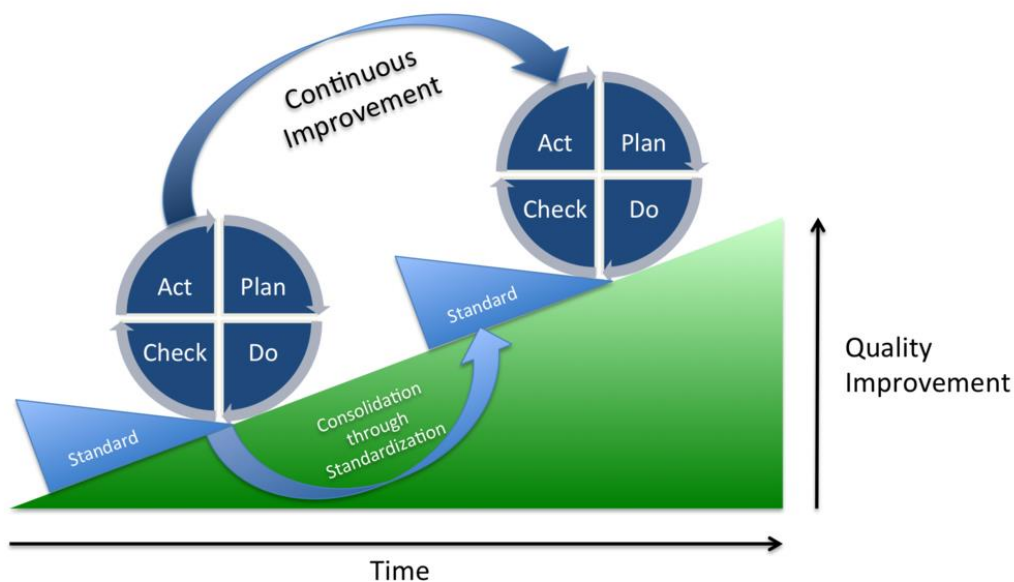 Continuous
Improvement
Act Plan
Check Do
Act Plan
Check Do
Standard
Standard
Consolidation
through
Standardization
Quality
Improvement
Time